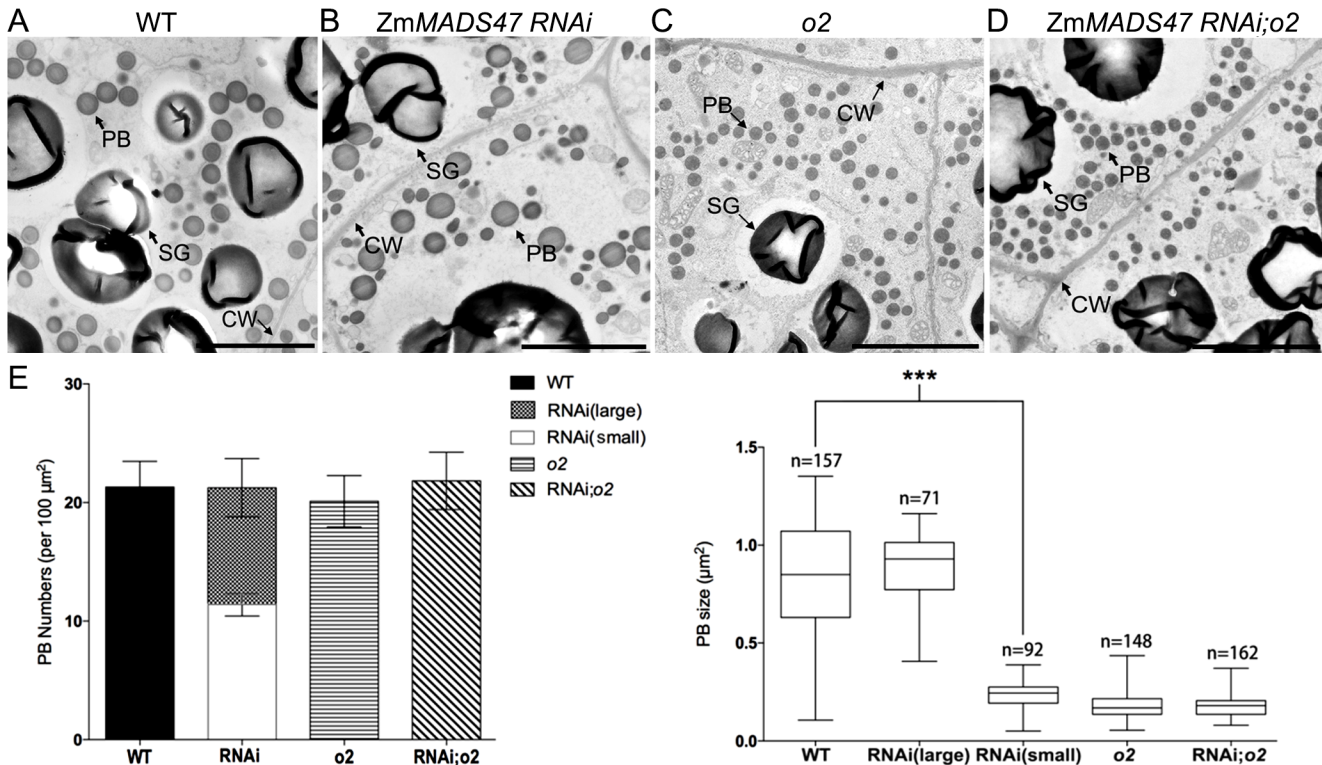 A WT
B ZmMADS47 RNAi
C o2
D ZmMADS47 RNAi;o2
PB
SG
CW
SG
CW
PB
PB
CW
SG
PB
SG
CW
E
30
20
10
0
PB Numbers (per 100 µm²)
WT
RNAi(large)
RNAi(small)
o2
RNAi;o2
WT RNAi o2 RNAi;o2
***
1.5
1.0
0.5
0.0
PB size (µm²)
n=157
n=71
n=92
n=148
n=162
WT RNAi(large) RNAi(small) o2 RNAi;o2